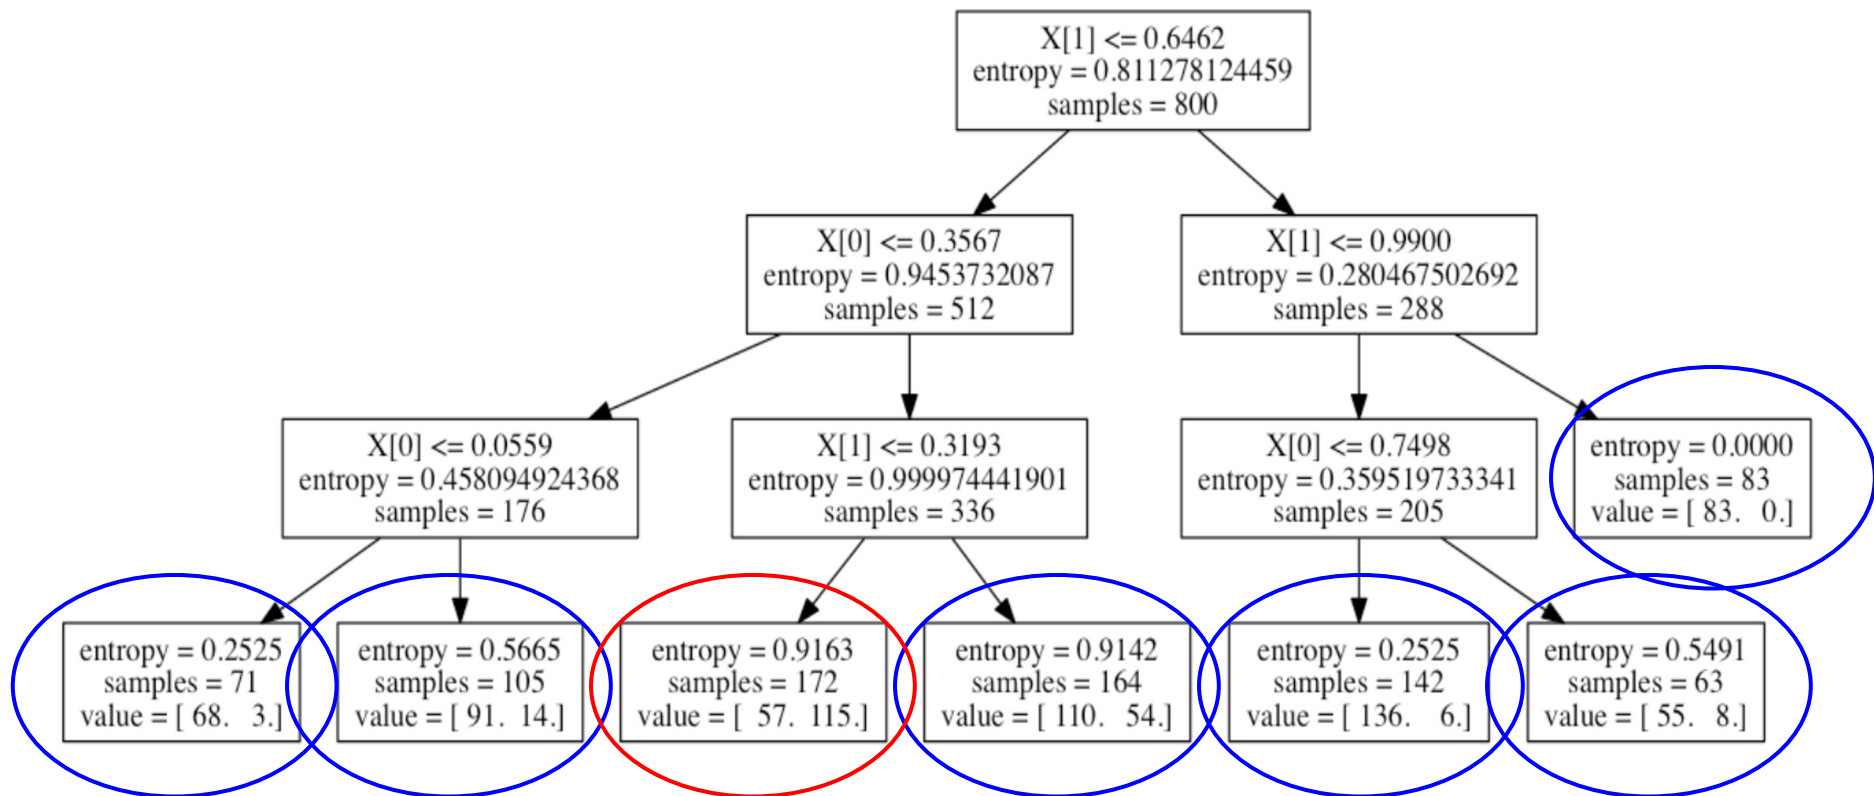 X[1] <= 0.6462
entropy = 0.811278124459
samples = 800
X[0] <= 0.3567
entropy = 0.9453732087
samples = 512
X[1] <= 0.9900
entropy = 0.280467502692
samples = 288
X[0] <= 0.0559
entropy = 0.458094924368
samples = 176
X[1] <= 0.3193
entropy = 0.999974441901
samples = 336
X[0] <= 0.7498
entropy = 0.359519733341
samples = 205
entropy = 0.0000
samples = 83
value = [ 83. 0.]
entropy = 0.2525
samples = 71
value = [ 68. 3.]
entropy = 0.5665
samples = 105
value = [ 91. 14.]
entropy = 0.9163
samples = 172
value = [ 57. 115.]
entropy = 0.9142
samples = 164
value = [ 110. 54.]
entropy = 0.2525
samples = 142
value = [ 136. 6.]
entropy = 0.5491
samples = 63
value = [ 55. 8.]